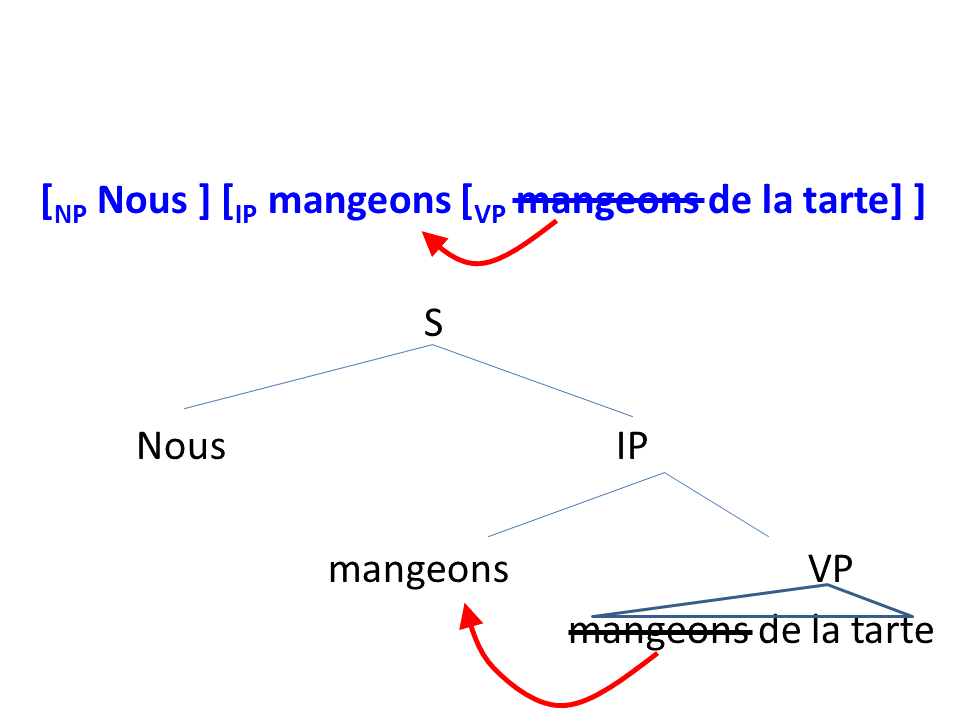 [NP Nous ] [IP mangeons [VP mangeons de la tarte] ]
S
Nous IP
mangeons VP
mangeons de la tarte